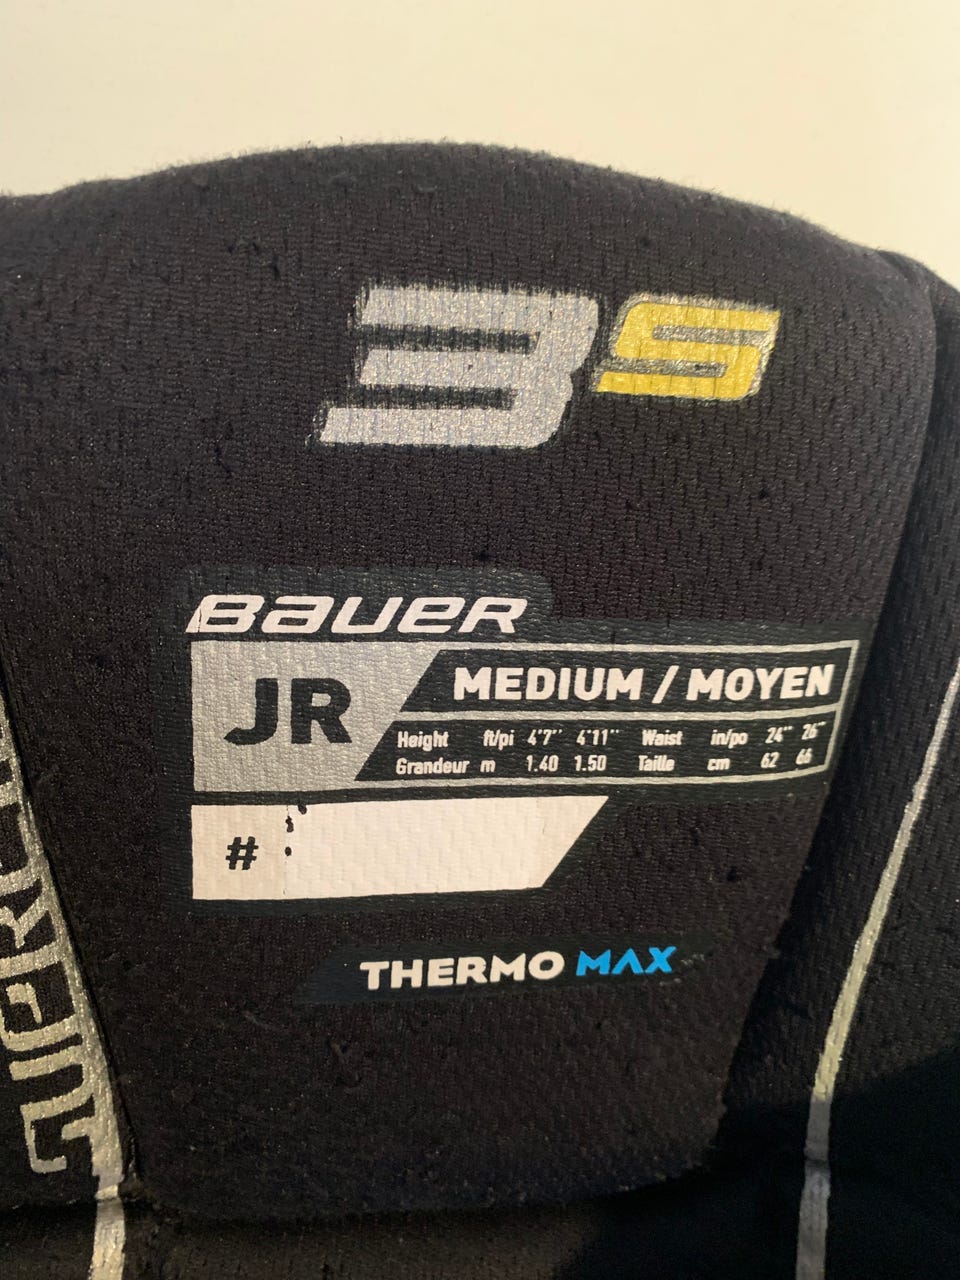 3S
BAUER
JR
MEDIUM / MOYEN
Height ft/pi 4'7" 4'11" Waist in/po 24" 26"
Grandeur m 1.40 1.50 Taille cm 62 66
#
THERMO MAX